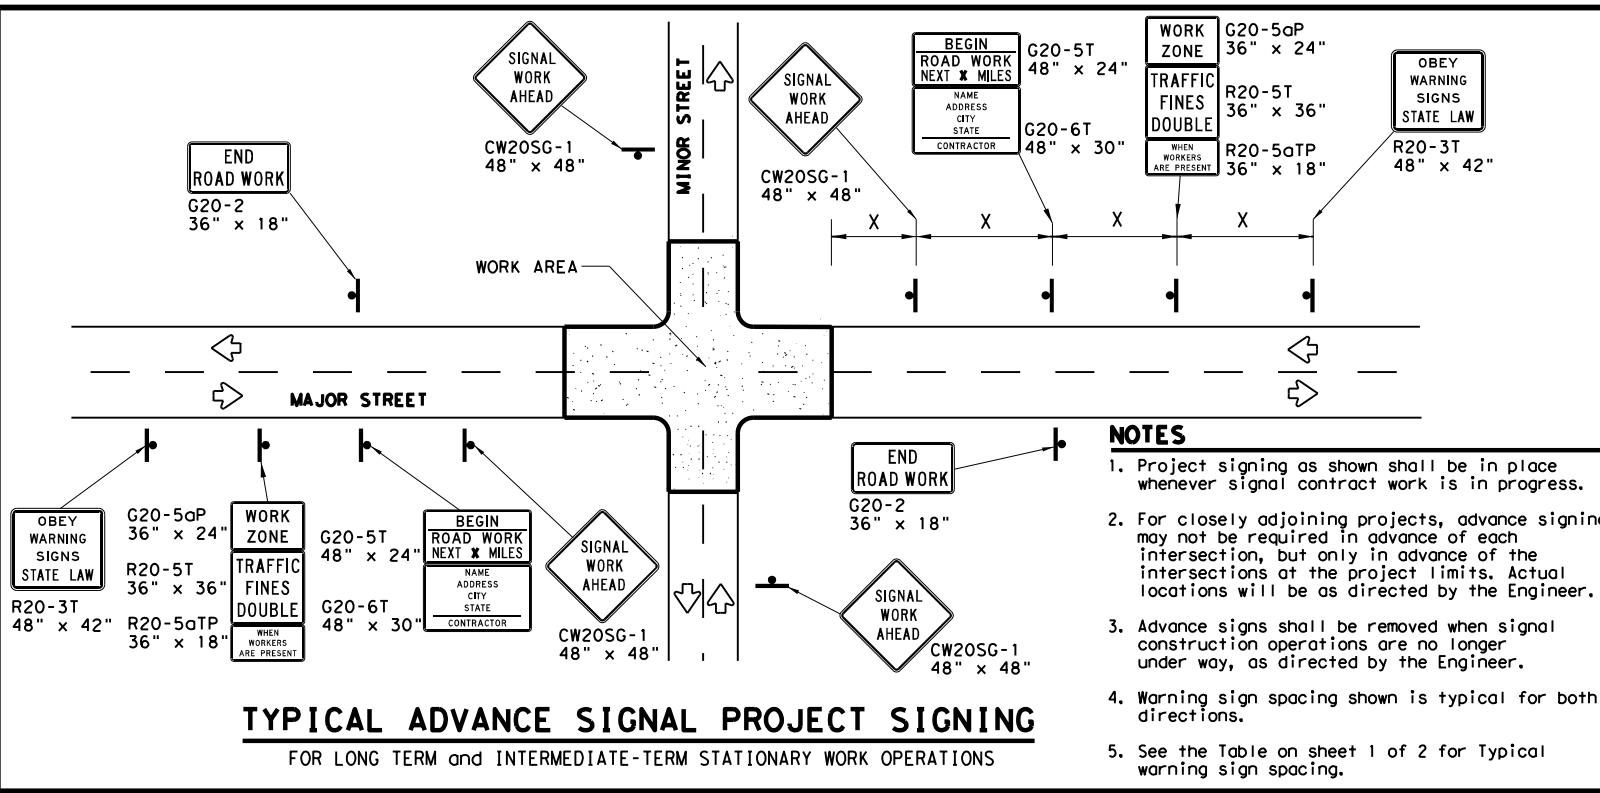 SIGNAL
WORK
AHEAD
CW20SG-1
48" x 48"
END
ROAD WORK
G20-2
36" x 18"
MINOR STREET
SIGNAL
WORK
AHEAD
CW20SG-1
48" x 48"
BEGIN
ROAD WORK
NEXT X MILES
NAME
ADDRESS
CITY
STATE
CONTRACTOR
G20-5T
48" x 24"
G20-6T
48" x 30"
WORK
ZONE
TRAFFIC
FINES
DOUBLE
WHEN
WORKERS
ARE PRESENT
G20-5aP
36" x 24"
R20-5T
36" x 36"
R20-5aTP
36" x 18"
OBEY
WARNING
SIGNS
STATE LAW
R20-3T
48" x 42"
X
X
X
X
WORK AREA
MAJOR STREET
OBEY
WARNING
SIGNS
STATE LAW
R20-3T
48" x 42"
G20-5aP
36" x 24"
R20-5T
36" x 36"
R20-5aTP
36" x 18"
WORK
ZONE
TRAFFIC
FINES
DOUBLE
WHEN
WORKERS
ARE PRESENT
G20-5T
48" x 24"
G20-6T
48" x 30"
BEGIN
ROAD WORK
NEXT X MILES
NAME
ADDRESS
CITY
STATE
CONTRACTOR
SIGNAL
WORK
AHEAD
CW20SG-1
48" x 48"
END
ROAD WORK
G20-2
36" x 18"
SIGNAL
WORK
AHEAD
CW20SG-1
48" x 48"
TYPICAL ADVANCE SIGNAL PROJECT SIGNING
FOR LONG TERM and INTERMEDIATE-TERM STATIONARY WORK OPERATIONS
NOTES
1. Project signing as shown shall be in place
whenever signal contract work is in progress.
2. For closely adjoining projects, advance signing
may not be required in advance of each
intersection, but only in advance of the
intersections at the project limits. Actual
locations will be as directed by the Engineer.
3. Advance signs shall be removed when signal
construction operations are no longer
under way, as directed by the Engineer.
4. Warning sign spacing shown is typical for both
directions.
5. See the Table on sheet 1 of 2 for Typical
warning sign spacing.